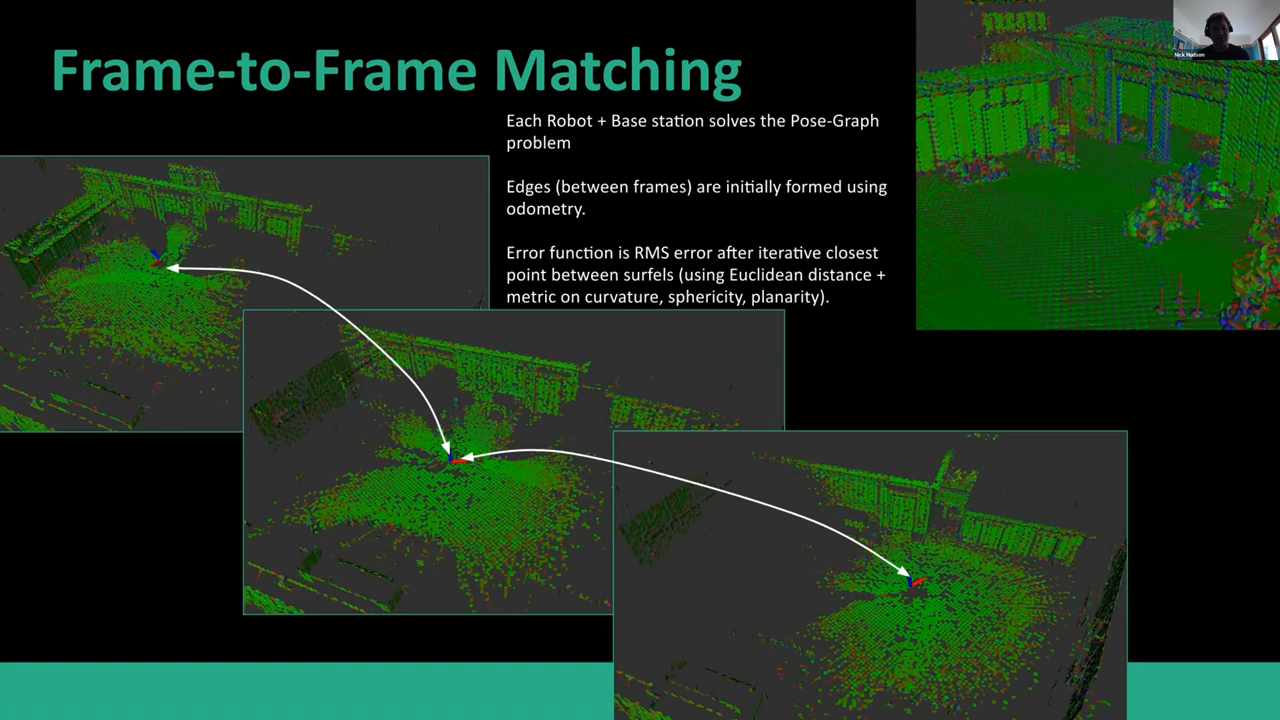 Frame-to-Frame Matching
Nick Hudson
Each Robot + Base station solves the Pose-Graph
problem
Edges (between frames) are initially formed using
odometry.
Error function is RMS error after iterative closest
point between surfels (using Euclidean distance +
metric on curvature, sphericity, planarity).